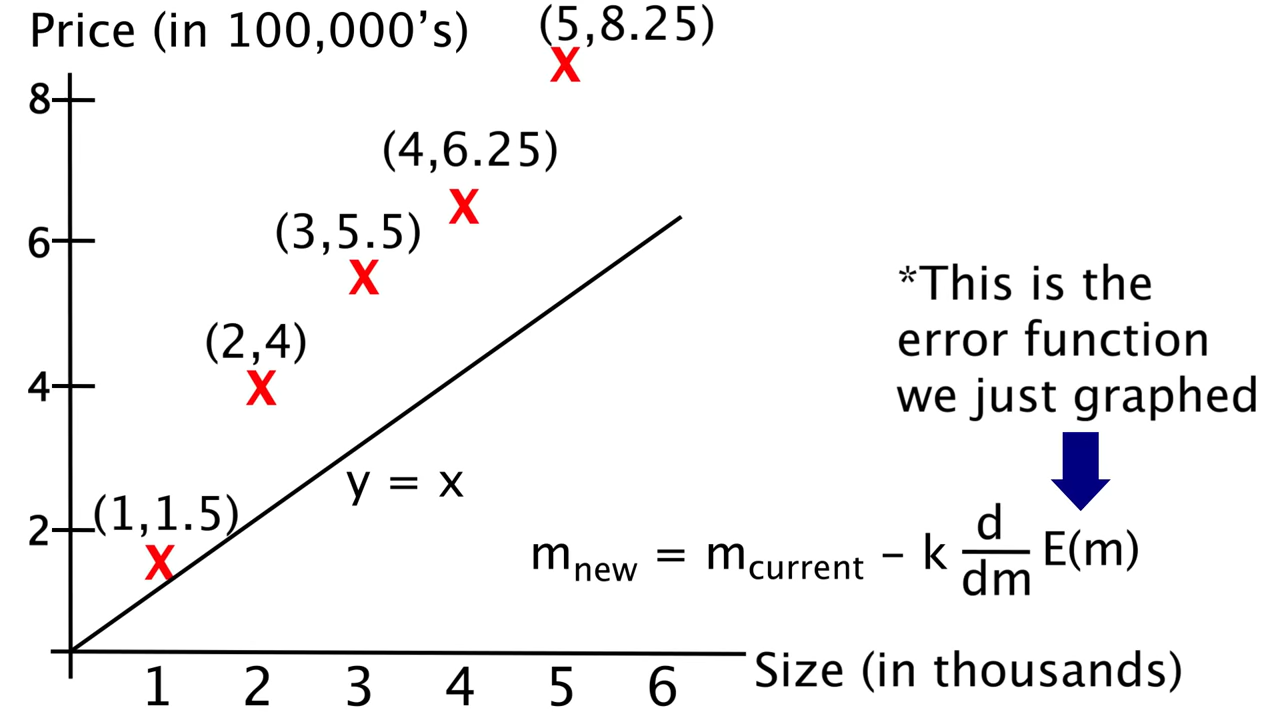 Price (in 100,000's)
(5,8.25)
X
8
(4,6.25)
X
6
(3,5.5)
X
(2,4)
X
4
*This is the
error function
we just graphed
y = x
(1,1.5)
2
X
m_new = m_current - k d/dm E(m)
1 2 3 4 5 6
Size (in thousands)